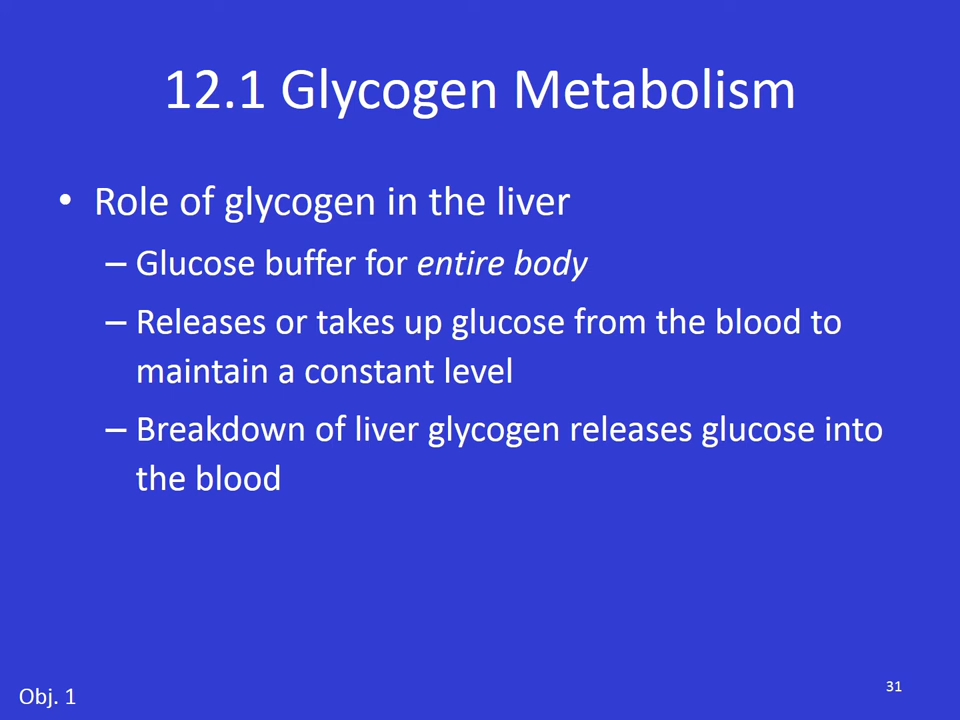 12.1 Glycogen Metabolism
• Role of glycogen in the liver
– Glucose buffer for entire body
– Releases or takes up glucose from the blood to
maintain a constant level
– Breakdown of liver glycogen releases glucose into
the blood
Obj. 1
31